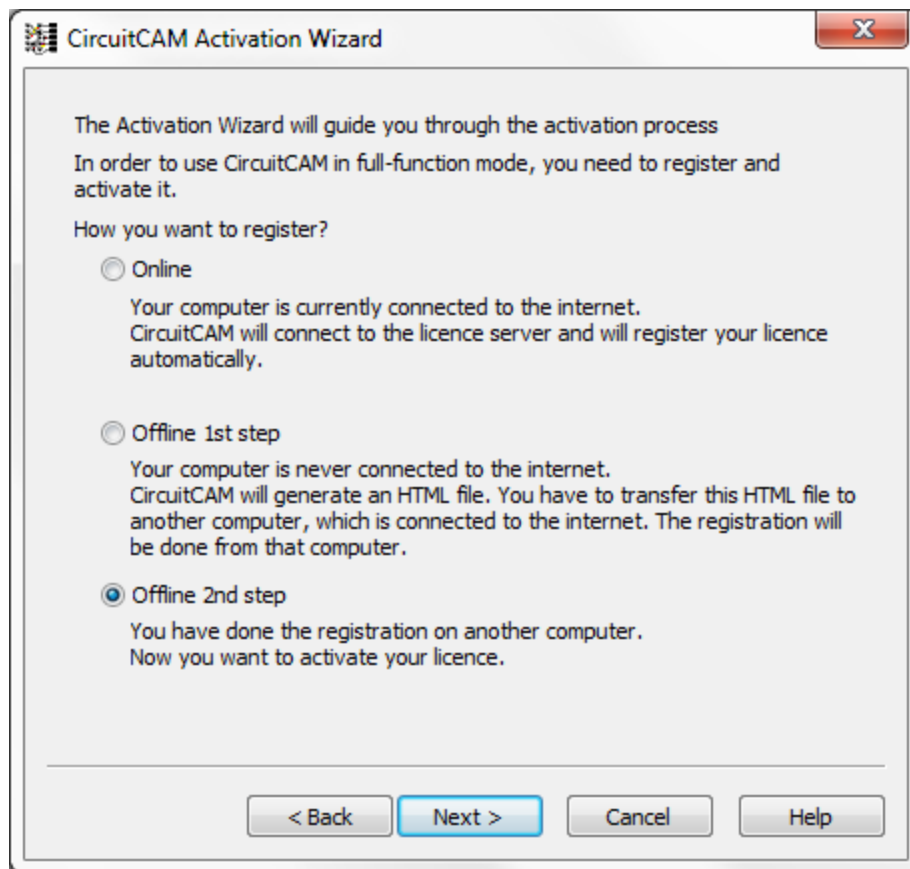 CircuitCAM Activation Wizard
The Activation Wizard will guide you through the activation process
In order to use CircuitCAM in full-function mode, you need to register and
activate it.
How you want to register?
Online
Your computer is currently connected to the internet.
CircuitCAM will connect to the licence server and will register your licence
automatically.
Offline 1st step
Your computer is never connected to the internet.
CircuitCAM will generate an HTML file. You have to transfer this HTML file to
another computer, which is connected to the internet. The registration will
be done from that computer.
Offline 2nd step
You have done the registration on another computer.
Now you want to activate your licence.
< Back Next > Cancel Help